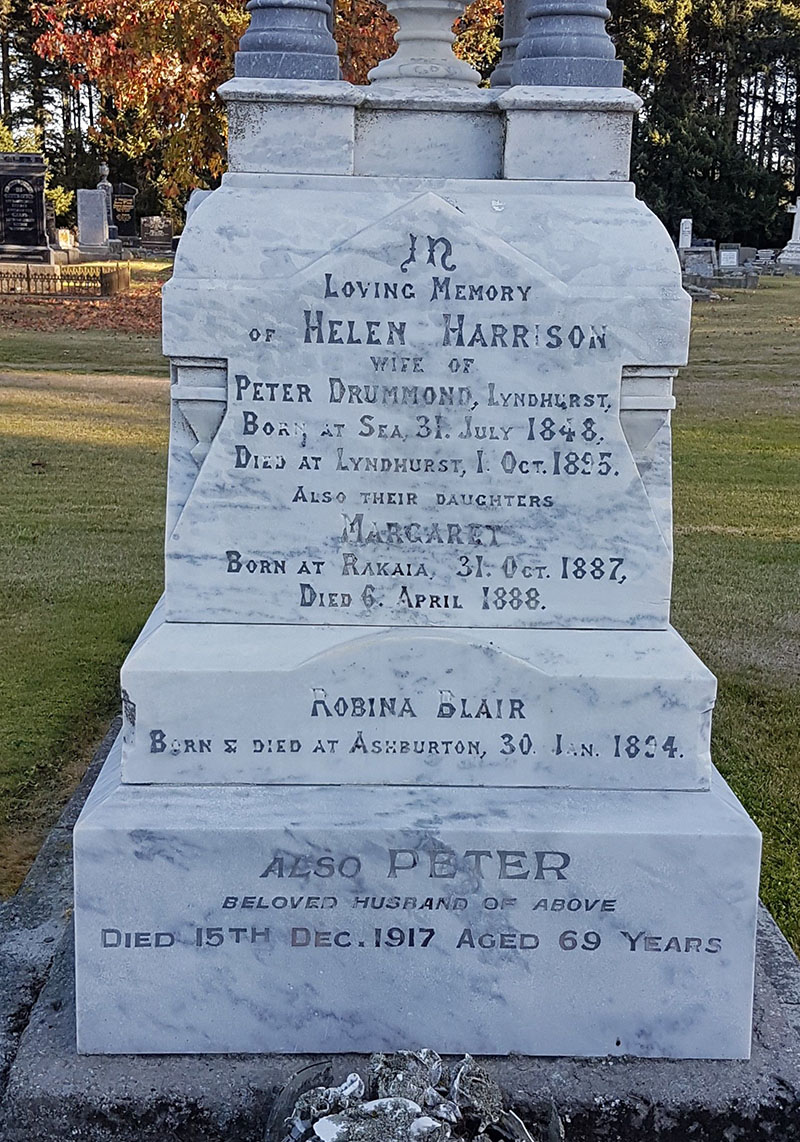 In
Loving Memory
of Helen Harrison
wife of
Peter Drummond, Lyndhurst,
Born at Sea, 31. July 1848,
Died at Lyndhurst, 1. Oct. 1895.
Also their daughters
Margaret
Born at Rakaia, 31. Oct. 1887,
Died 6. April 1888.
Robina Blair
Born & died at Ashburton, 30. Jan. 1894.
Also Peter
beloved husband of above
Died 15th Dec. 1917 Aged 69 Years